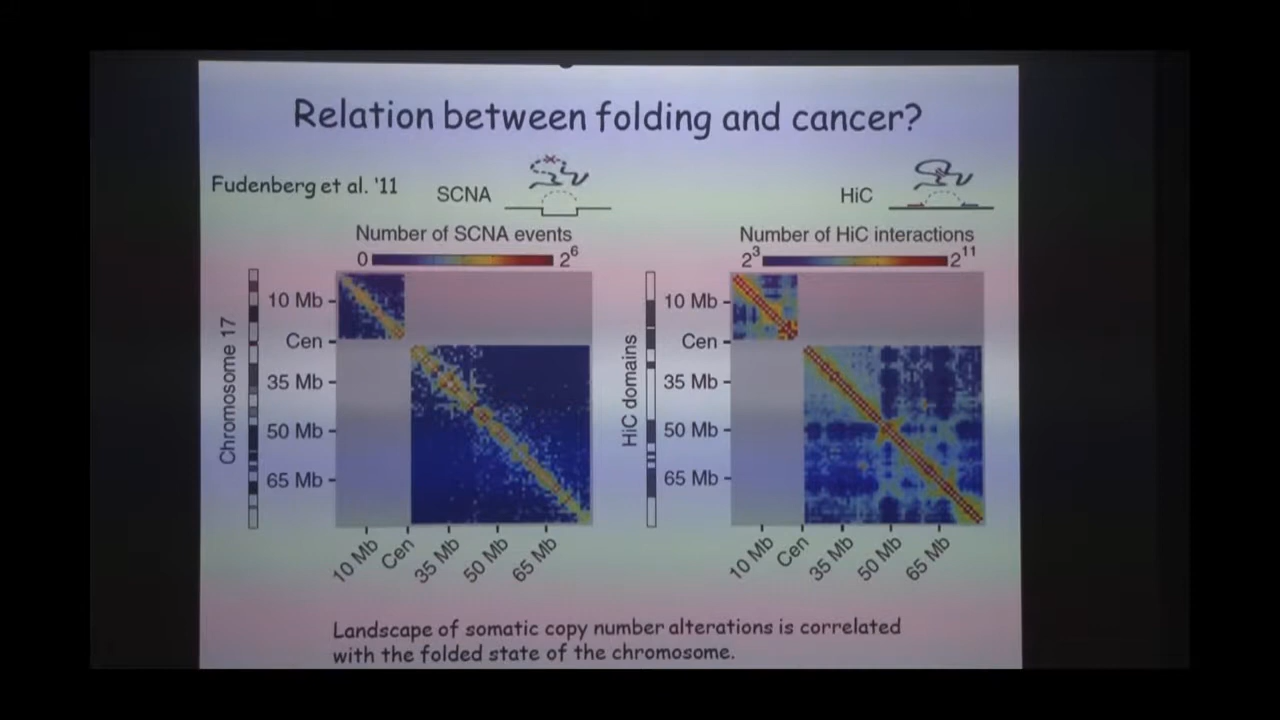 Relation between folding and cancer?
Fudenberg et al. '11
SCNA
HiC
Number of SCNA events
0 2^6
Number of HiC interactions
2^3 2^11
Chromosome 17
10 Mb
Cen
35 Mb
50 Mb
65 Mb
10 Mb
Cen
35 Mb
50 Mb
65 Mb
HiC domains
10 Mb
Cen
35 Mb
50 Mb
65 Mb
10 Mb
Cen
35 Mb
50 Mb
65 Mb
Landscape of somatic copy number alterations is correlated
with the folded state of the chromosome.